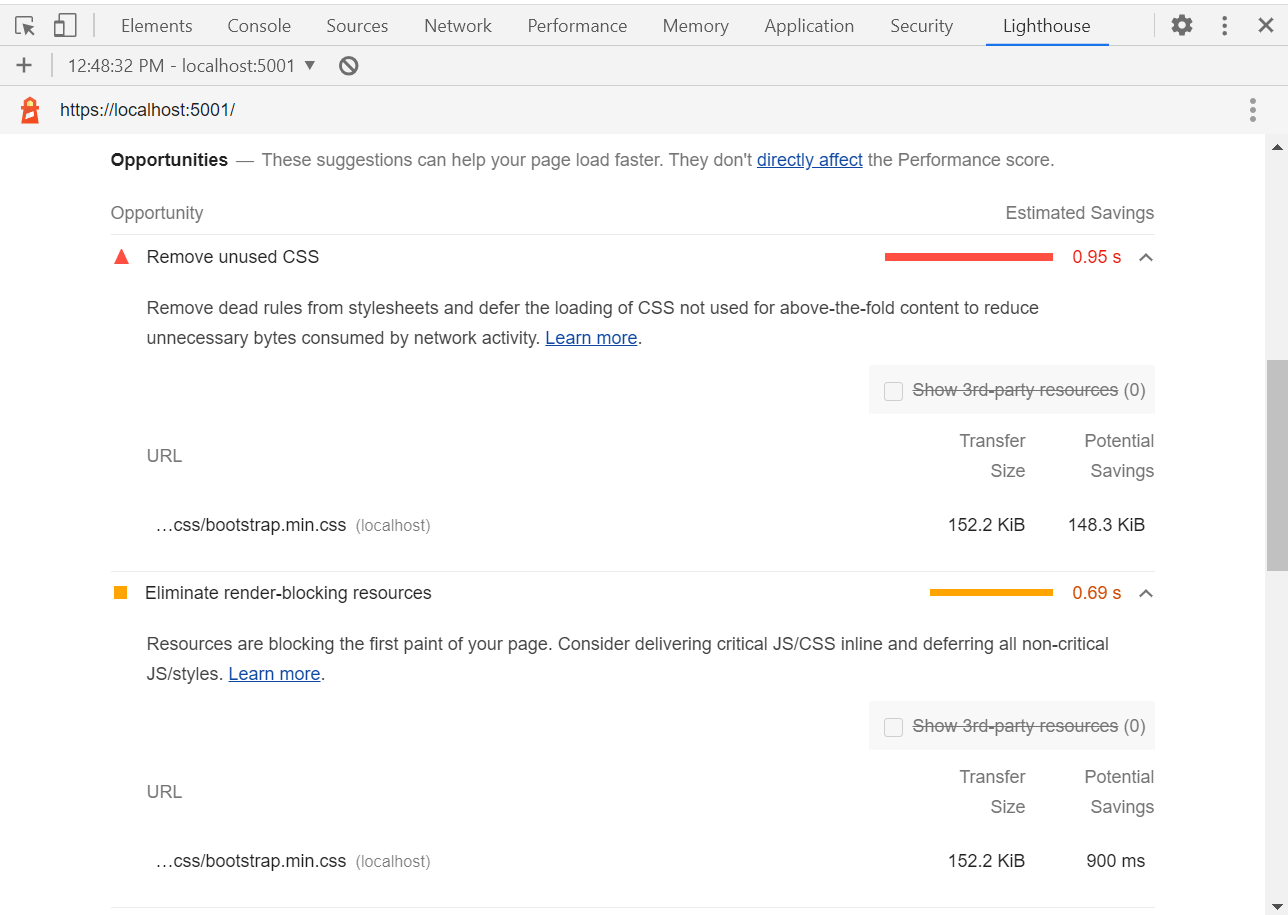 Elements Console Sources Network Performance Memory Application Security Lighthouse
12:48:32 PM - localhost:5001
https://localhost:5001/
Opportunities — These suggestions can help your page load faster. They don't directly affect the Performance score.
Opportunity Estimated Savings
Remove unused CSS 0.95 s
Remove dead rules from stylesheets and defer the loading of CSS not used for above-the-fold content to reduce
unnecessary bytes consumed by network activity. Learn more.
Show 3rd-party resources (0)
URL Transfer Size Potential Savings
…css/bootstrap.min.css (localhost) 152.2 KiB 148.3 KiB
Eliminate render-blocking resources 0.69 s
Resources are blocking the first paint of your page. Consider delivering critical JS/CSS inline and deferring all non-critical
JS/styles. Learn more.
Show 3rd-party resources (0)
URL Transfer Size Potential Savings
…css/bootstrap.min.css (localhost) 152.2 KiB 900 ms